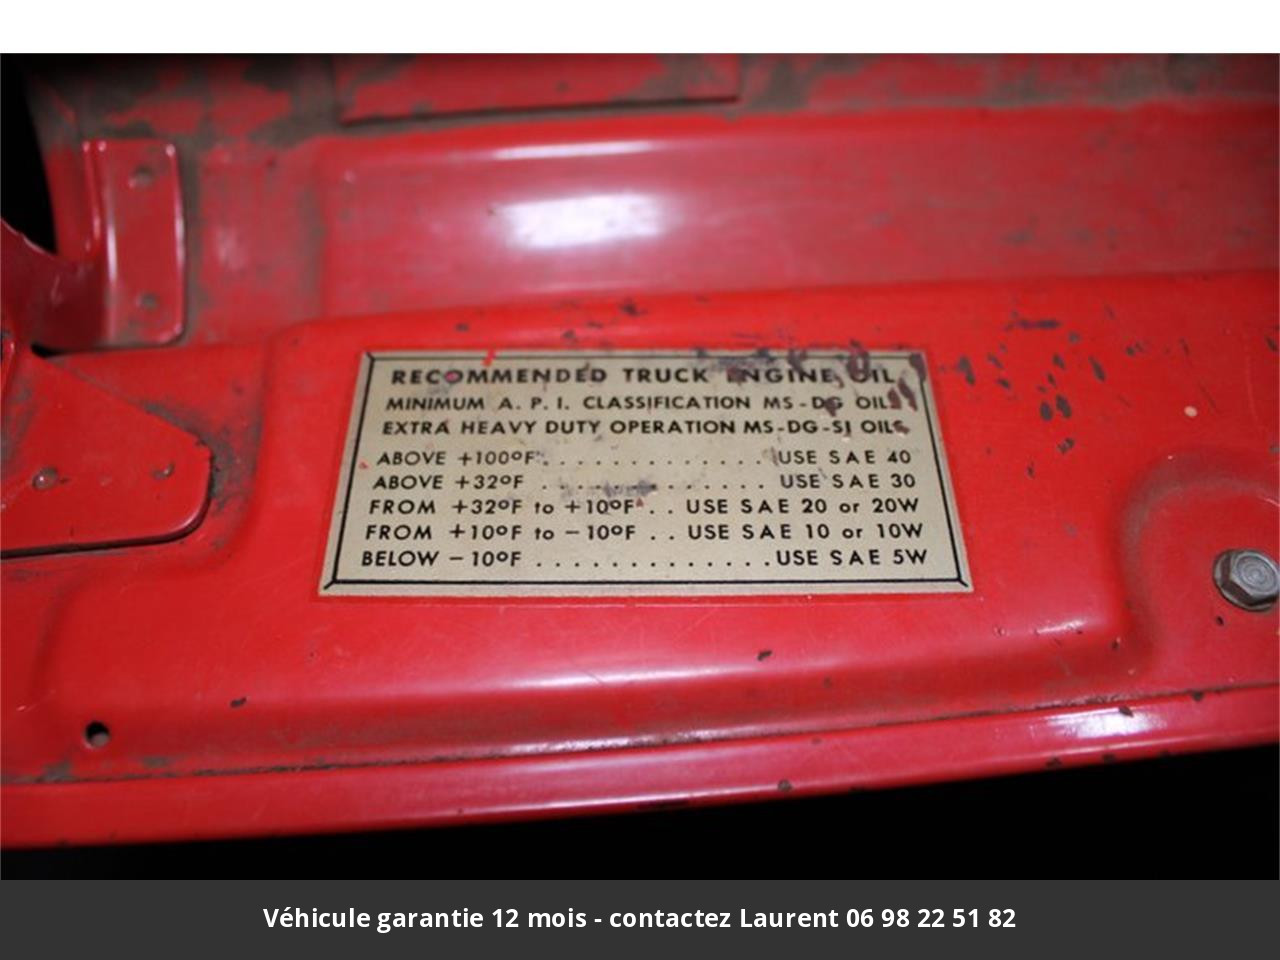 RECOMMENDED TRUCK ENGINE OIL
MINIMUM A. P. I. CLASSIFICATION MS-DG OILS
EXTRA HEAVY DUTY OPERATION MS-DG-SI OILS
ABOVE +100ºF . . . . . . . . . . . . . . USE SAE 40
ABOVE +32ºF . . . . . . . . . . . . . USE SAE 30
FROM +32ºF to +10ºF . . USE SAE 20 or 20W
FROM +10ºF to -10ºF . . USE SAE 10 or 10W
BELOW -10ºF . . . . . . . . . . . . . USE SAE 5W
Véhicule garantie 12 mois - contactez Laurent 06 98 22 51 82